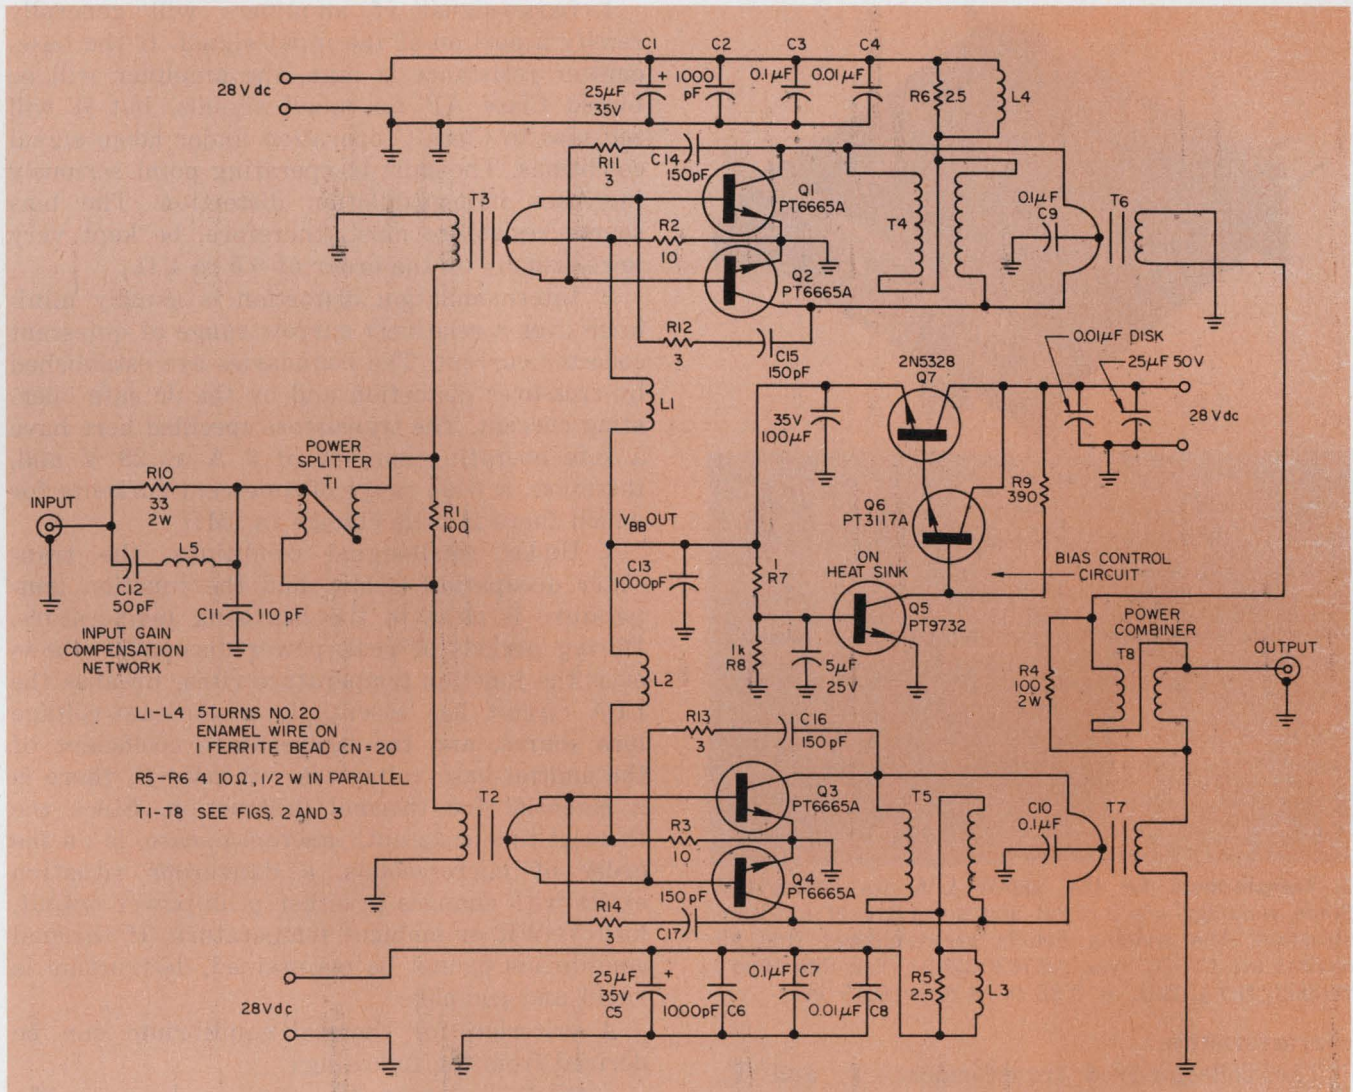 C1 C2 C3 C4
28 V dc
25µF
35V
+ 1000
pF
0.1µF
0.01µF
R6
2.5
L4
R11
3
C14
150pF
Q1
PT6665A
T3
R2
10
T4
0.1µF
C9
T6
Q2
PT6665A
R12
3
C15
150pF
0.01µF DISK
25µF 50V
2N5328
Q7
L1
35V
100µF
28 Vdc
POWER
SPLITTER
T1
R10
33
2W
INPUT
R1
10Ω
R9
390
Q6
PT3117A
VBB OUT
L5
C12
50pF
C13
1000pF
1
R7
ON
HEAT SINK
BIAS CONTROL
CIRCUIT
C11
110 pF
Q5
PT9732
POWER
COMBINER
T8
OUTPUT
INPUT GAIN
COMPENSATION
NETWORK
1k
R8
5µF
25V
L2
R4
100
2W
L1-L4 5TURNS NO. 20
ENAMEL WIRE ON
1 FERRITE BEAD CN = 20
R5-R6 4 10Ω, 1/2 W IN PARALLEL
T1-T8 SEE FIGS. 2 AND 3
R13
3
C16
150pF
Q3
PT6665A
T2
R3
10
T5
C10
0.1µF
T7
Q4
PT6665A
150pF
C17
R14
3
28Vdc
25µF
35V
C5
+
1000pF
C6
0.1µF
C7
0.01µF
C8
R5
2.5
L3